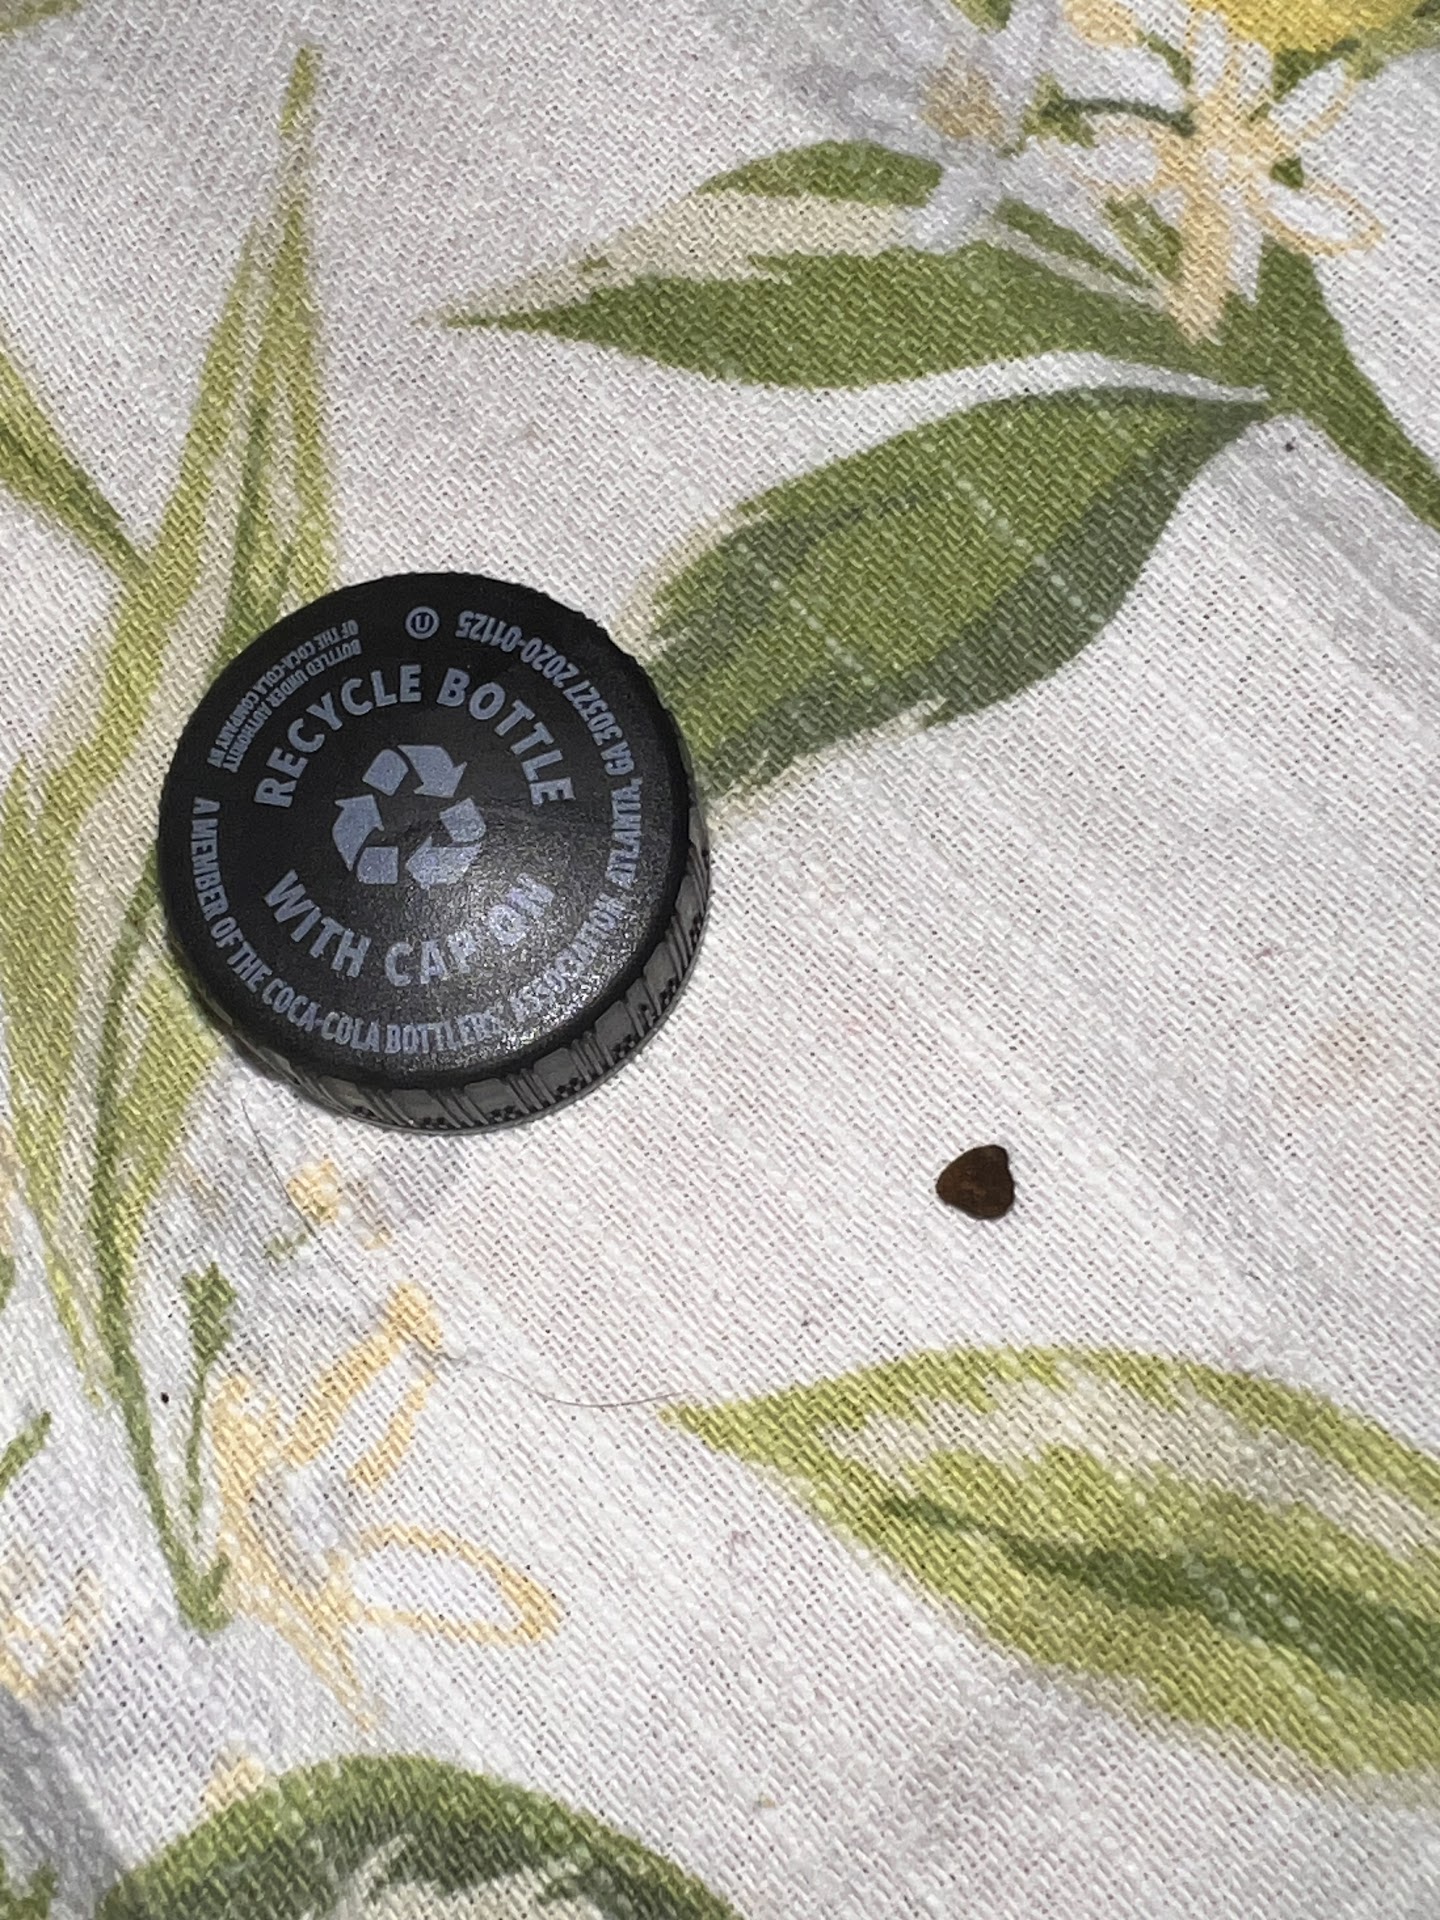 RECYCLE BOTTLE
WITH CAP ON
BOTTLED UNDER AUTHORITY
OF THE COCA-COLA COMPANY BY
A MEMBER OF THE COCA-COLA BOTTLERS' ASSOCIATION, ATLANTA, GA 30327 2020-01125
U